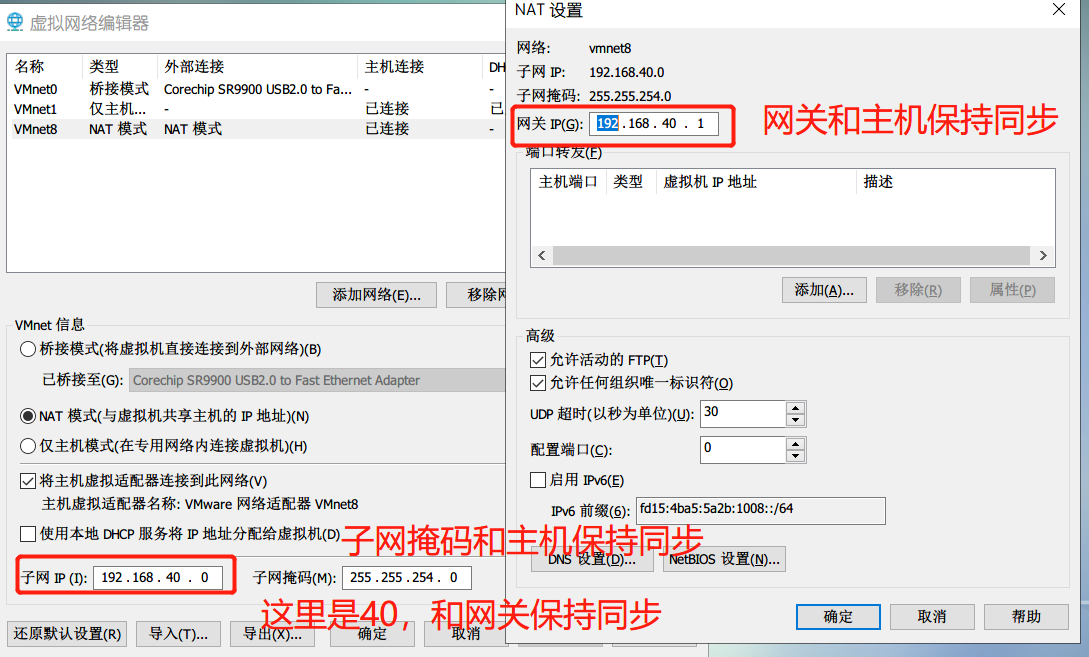 虚拟网络编辑器
名称 类型 外部连接 主机连接 DH
VMnet0 桥接模式 Corechip SR9900 USB2.0 to Fa... - -
VMnet1 仅主机... - 已连接 已
VMnet8 NAT 模式 NAT 模式 已连接 -
添加网络(E)... 移除网
VMnet 信息
桥接模式(将虚拟机直接连接到外部网络)(B)
已桥接至(G): Corechip SR9900 USB2.0 to Fast Ethernet Adapter
NAT 模式(与虚拟机共享主机的 IP 地址)(N)
仅主机模式(在专用网络内连接虚拟机)(H)
将主机虚拟适配器连接到此网络(V)
主机虚拟适配器名称: VMware 网络适配器 VMnet8
使用本地 DHCP 服务将 IP 地址分配给虚拟机(D)
子网掩码和主机保持同步
子网 IP (I): 192 . 168 . 40 . 0 子网掩码(M): 255 . 255 . 254 . 0
这里是40，和网关保持同步
还原默认设置(R) 导入(T)... 导出(X)... 确定 取消
NAT 设置
网络: vmnet8
子网 IP: 192.168.40.0
子网掩码: 255.255.254.0
网关 IP(G): 192 . 168 . 40 . 1
网关和主机保持同步
端口转发(F)
主机端口 类型 虚拟机 IP 地址 描述
添加(A)... 移除(R) 属性(P)
高级
允许活动的 FTP(T)
允许任何组织唯一标识符(O)
UDP 超时(以秒为单位)(U): 30
配置端口(C): 0
启用 IPv6(E)
IPv6 前缀(6): fd15:4ba5:5a2b:1008::/64
DNS 设置(D)... NetBIOS 设置(N)...
确定 取消 帮助